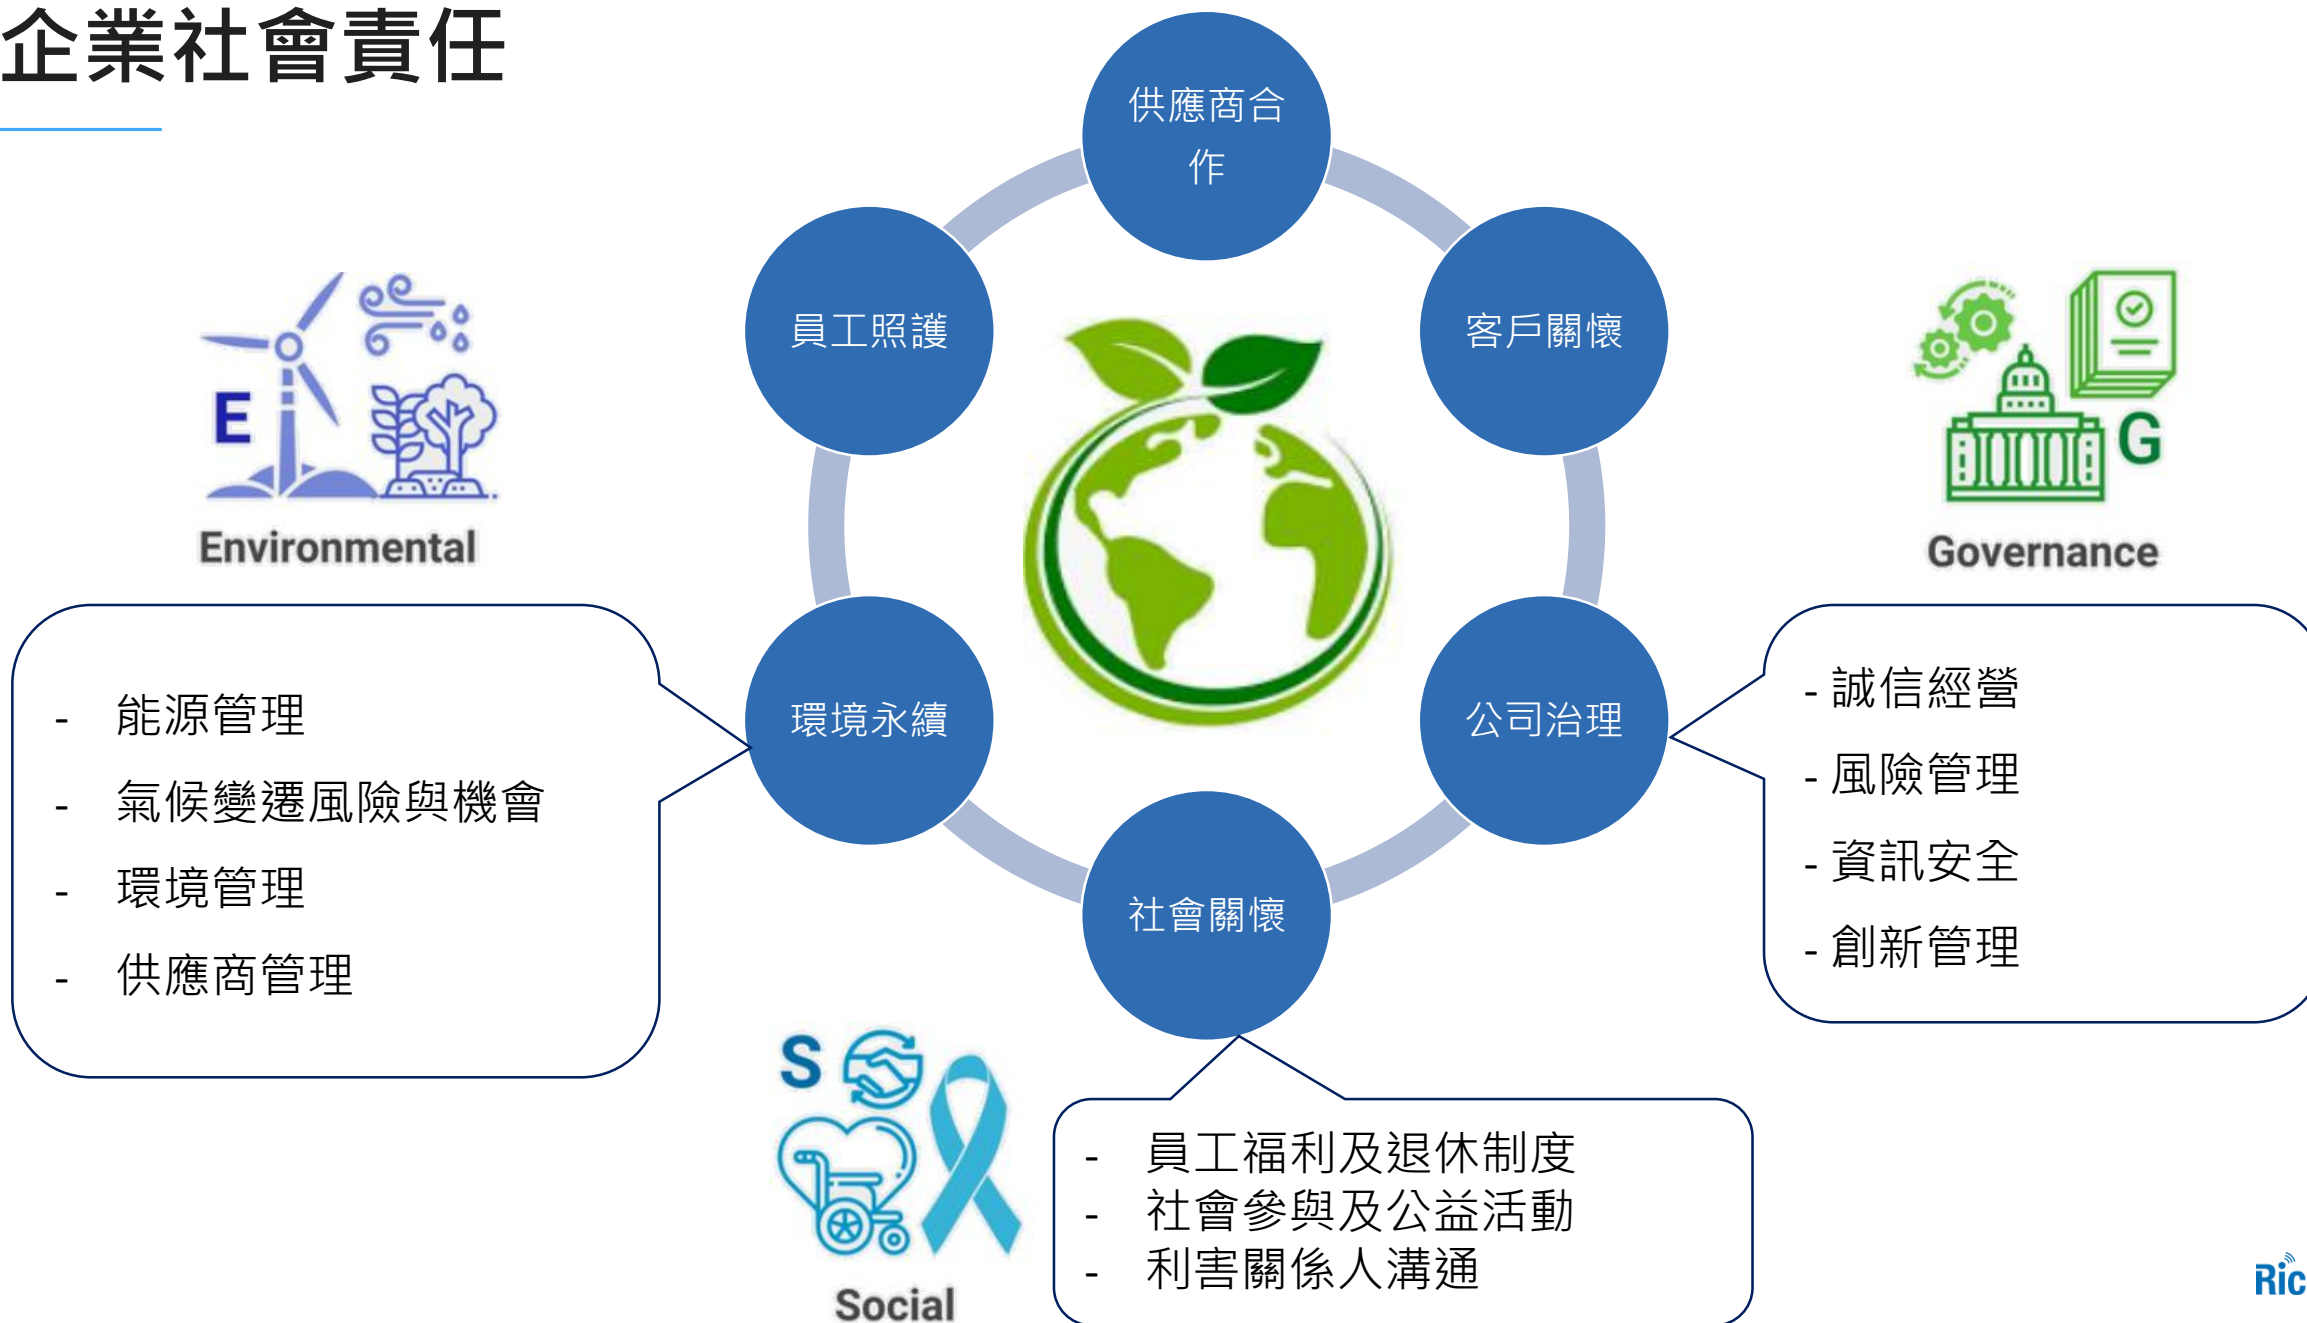 企業社會責任
供應商合
作
員工照護
客戶關懷
E
Environmental
G
Governance
環境永續
公司治理
社會關懷
-能源管理
-氣候變遷風險與機會
-環境管理
-供應商管理
- 誠信經營
- 風險管理
- 資訊安全
- 創新管理
S
Social
-員工福利及退休制度
-社會參與及公益活動
-利害關係人溝通
Ric